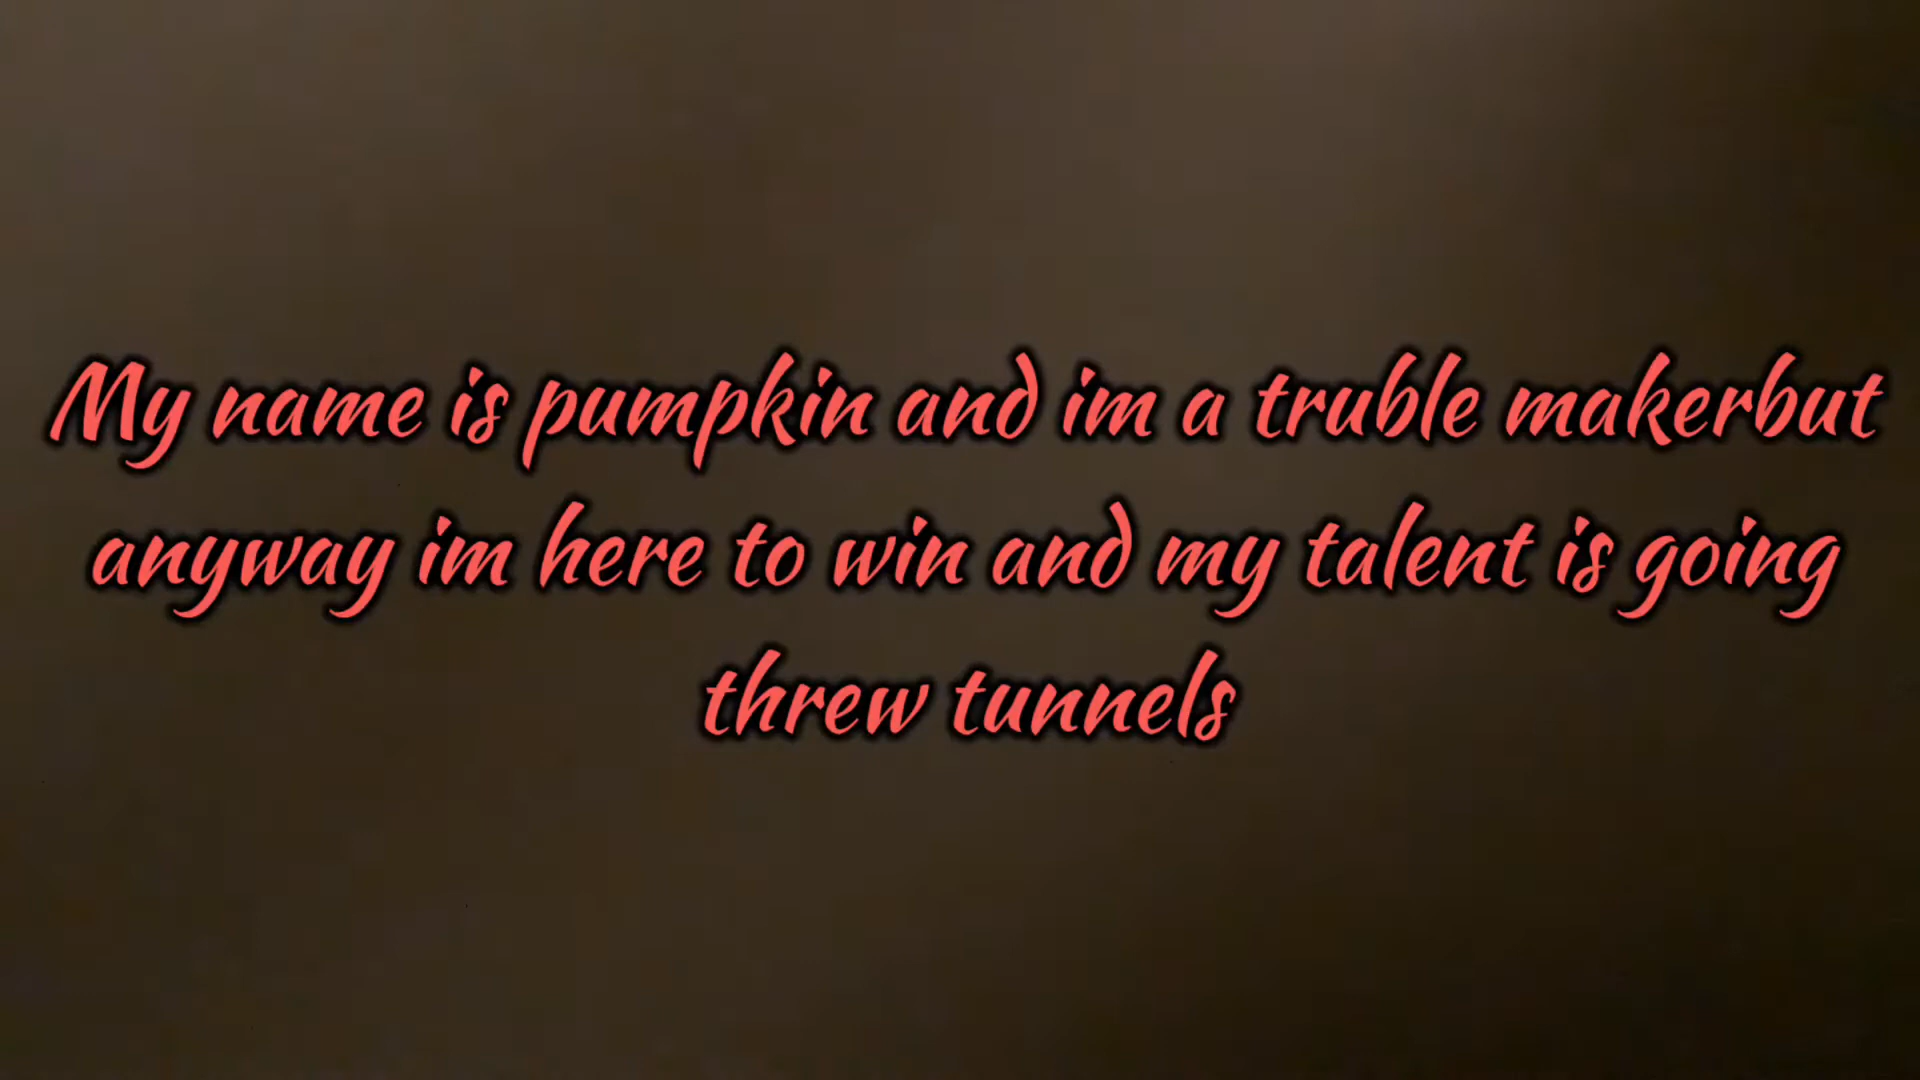 My name is pumpkin and im a truble makerbut
anyway im here to win and my talent is going
threw tunnels